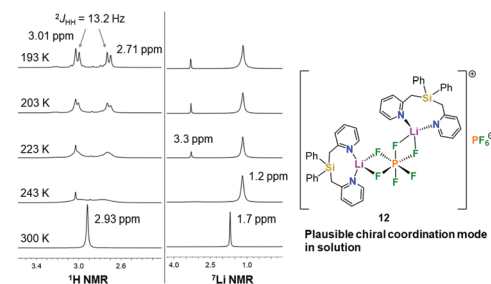 ²J_HH = 13.2 Hz
3.01 ppm
2.71 ppm
193 K
203 K
223 K
243 K
300 K
2.93 ppm
3.4 3.0 2.6
¹H NMR
3.3 ppm
1.2 ppm
1.7 ppm
4.0 2.5 1.0
⁷Li NMR
Ph
Ph
Si
N
N
Li
F
F
P
F
F
F
F
Li
N
N
Si
Ph
Ph
⊕
PF₆⊖
12
Plausible chiral coordination mode
in solution